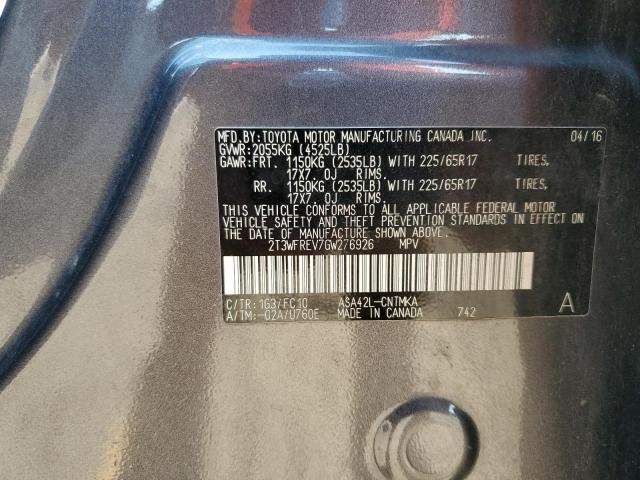 MFD.BY:TOYOTA MOTOR MANUFACTURING CANADA INC. 04/16
GVWR:2055KG (4525LB)
GAWR:FRT. 1150KG (2535LB) WITH 225/65R17 TIRES,
17X7.0J RIMS.
RR. 1150KG (2535LB) WITH 225/65R17 TIRES,
17X7.0J RIMS.
THIS VEHICLE CONFORMS TO ALL APPLICABLE FEDERAL MOTOR
VEHICLE SAFETY AND THEFT PREVENTION STANDARDS IN EFFECT ON
THE DATE OF MANUFACTURE SHOWN ABOVE.
2T3WFREV7GW276926 MPV
C/TR:1G3/FC10 ASA42L-CNTMKA
A/TM:-02A/U760E MADE IN CANADA 742 A